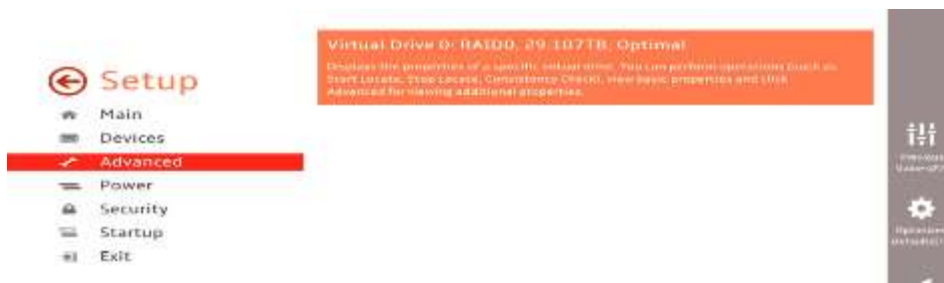 Virtual Drive 0: RAID0, 29.107TB, Optimal
Displays the properties of a specific virtual drive. You can perform operations (such as
Start Locate, Stop Locate, Consistency Check), view basic properties and click
Advanced for viewing additional properties.
Setup
Main
Devices
Advanced
Power
Security
Startup
Exit
Optimized